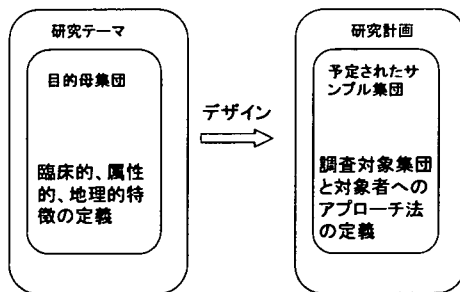 研究テーマ
目的母集団
臨床的、属性
的、地理的特
徴の定義
デザイン
研究計画
予定されたサ
ンプル集団
調査対象集団
と対象者への
アプローチ法
の定義